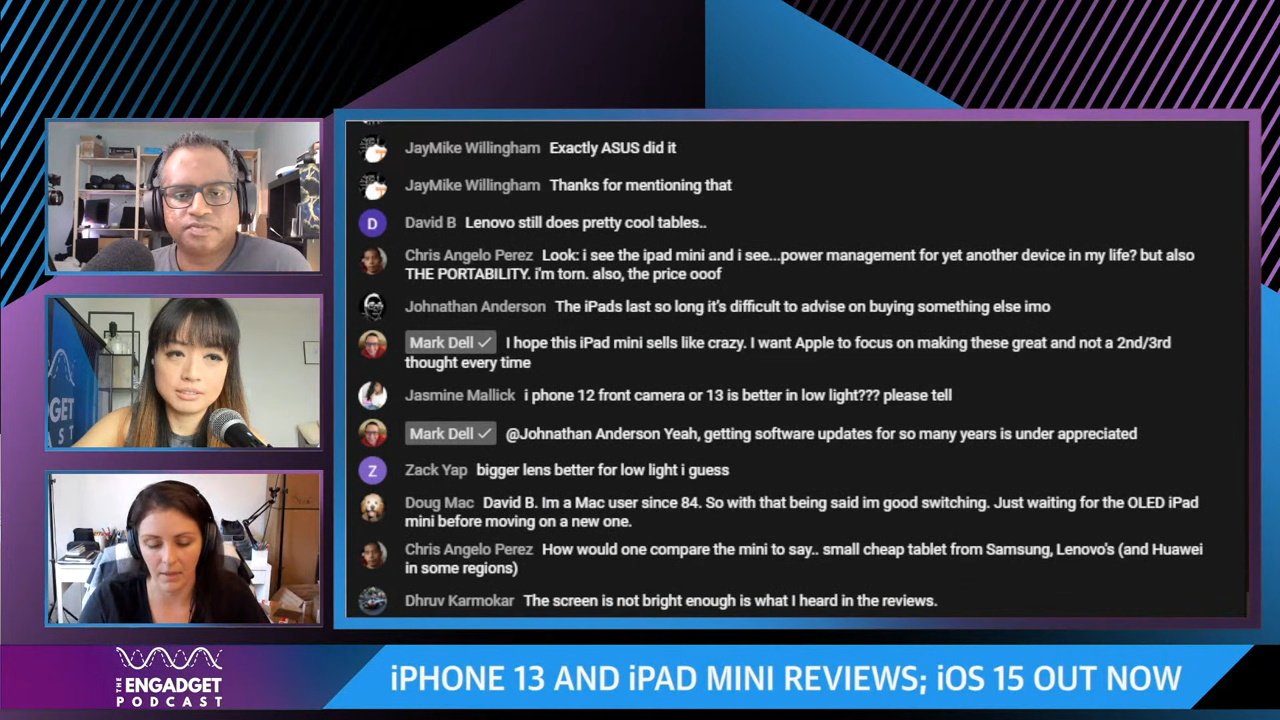 JayMike Willingham Exactly ASUS did it
JayMike Willingham Thanks for mentioning that
D
David B Lenovo still does pretty cool tables..
Chris Angelo Perez Look: i see the ipad mini and i see...power management for yet another device in my life? but also
THE PORTABILITY. i'm torn. also, the price ooof
Johnathan Anderson The iPads last so long it's difficult to advise on buying something else imo
Mark Dell ✓ I hope this iPad mini sells like crazy. I want Apple to focus on making these great and not a 2nd/3rd
thought every time
Jasmine Mallick i phone 12 front camera or 13 is better in low light??? please tell
Mark Dell ✓ @Johnathan Anderson Yeah, getting software updates for so many years is under appreciated
Z
Zack Yap bigger lens better for low light i guess
Doug Mac David B. Im a Mac user since 84. So with that being said im good switching. Just waiting for the OLED iPad
mini before moving on a new one.
Chris Angelo Perez How would one compare the mini to say.. small cheap tablet from Samsung, Lenovo's (and Huawei
in some regions)
Dhruv Karmokar The screen is not bright enough is what I heard in the reviews.
GET
ST
THE ENGADGET
PODCAST
iPHONE 13 AND iPAD MINI REVIEWS; iOS 15 OUT NOW